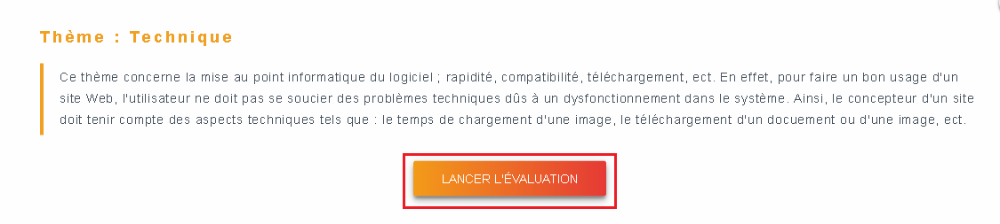 Thème : Technique
Ce thème concerne la mise au point informatique du logiciel ; rapidité, compatibilité, téléchargement, ect. En effet, pour faire un bon usage d'un
site Web, l'utilisateur ne doit pas se soucier des problèmes techniques dûs à un dysfonctionnement dans le système. Ainsi, le concepteur d'un site
doit tenir compte des aspects techniques tels que : le temps de chargement d'une image, le téléchargement d'un docuement ou d'une image, ect.
LANCER L'ÉVALUATION